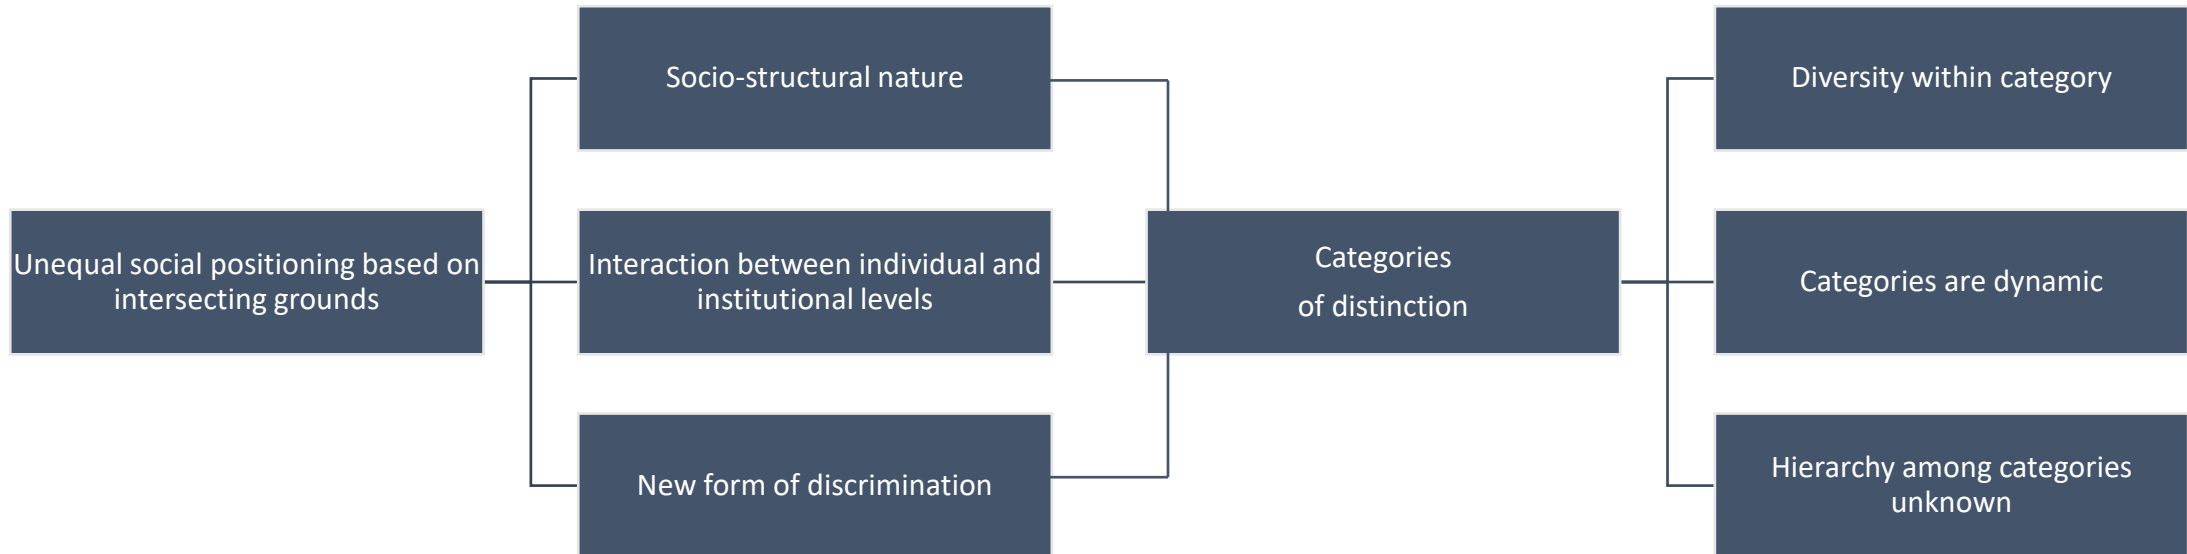 Unequal social positioning based on
intersecting grounds
Socio-structural nature
Interaction between individual and
institutional levels
New form of discrimination
Categories
of distinction
Diversity within category
Categories are dynamic
Hierarchy among categories
unknown